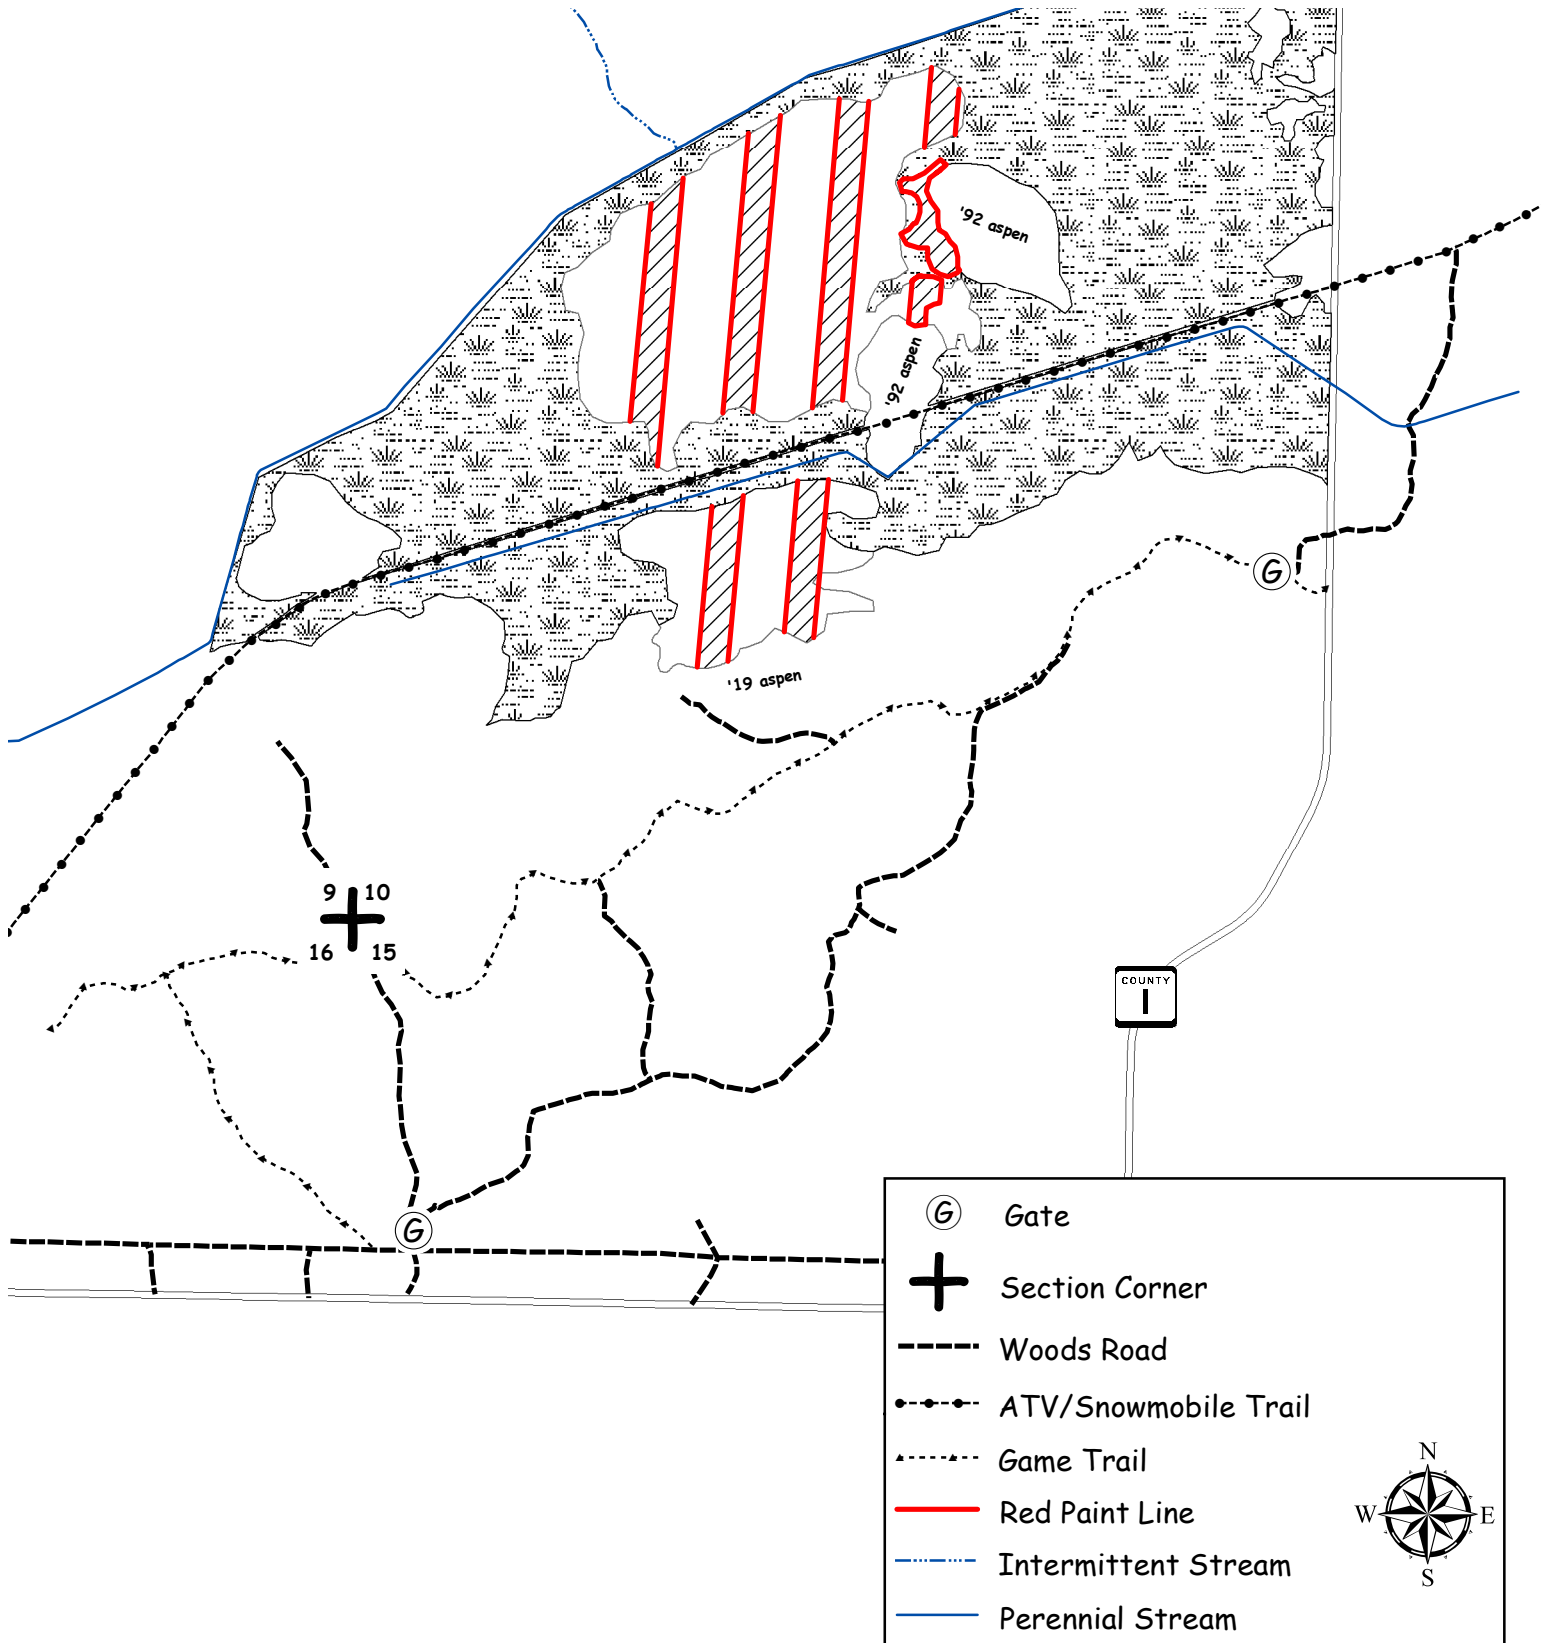 '92 aspen
'92 aspen
G
'19 aspen
9 10
16 15
COUNTY
I
G
G Gate
Section Corner
Woods Road
ATV/Snowmobile Trail
Game Trail
N
Red Paint Line
W E
Intermittent Stream
S
Perennial Stream